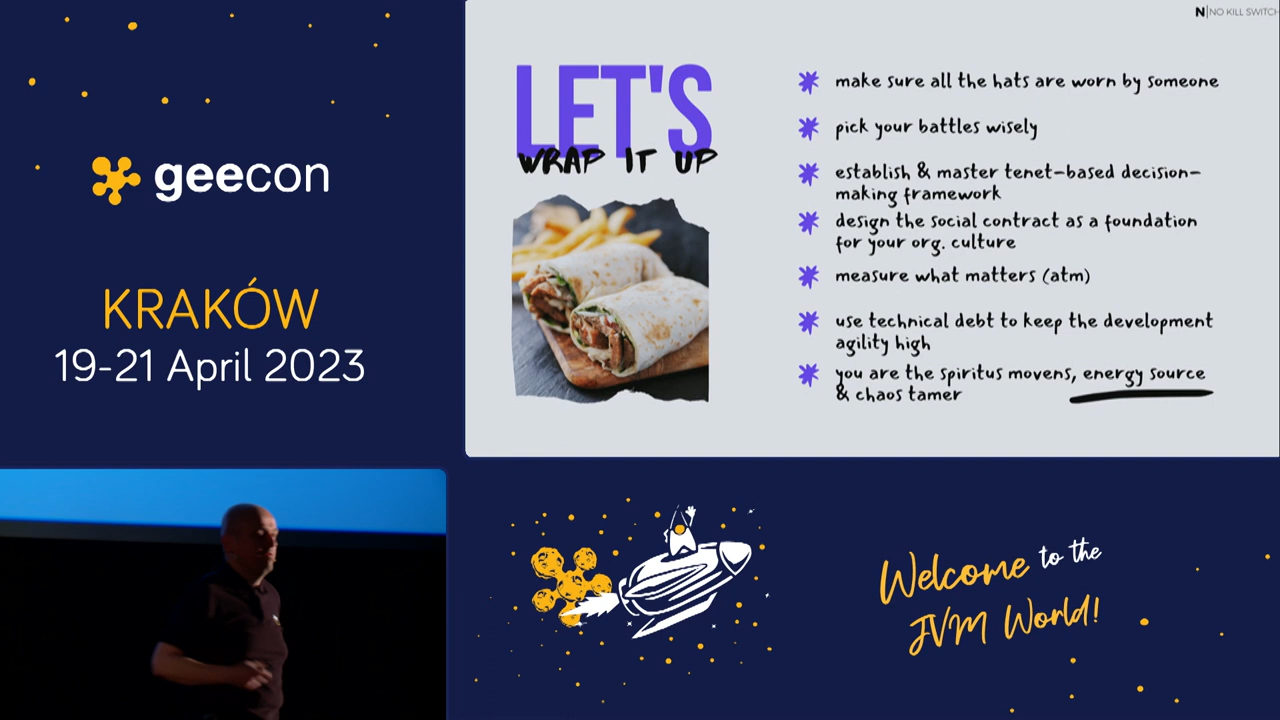 geecon
KRAKÓW
19-21 April 2023
N|NO KILL SWITCH
LET'S
WRAP IT UP
make sure all the hats are worn by someone
pick your battles wisely
establish & master tenet-based decision-
making framework
design the social contract as a foundation
for your org. culture
measure what matters (atm)
use technical debt to keep the development
agility high
you are the spiritus movens, energy source
& chaos tamer
Welcome to the
JVM World!